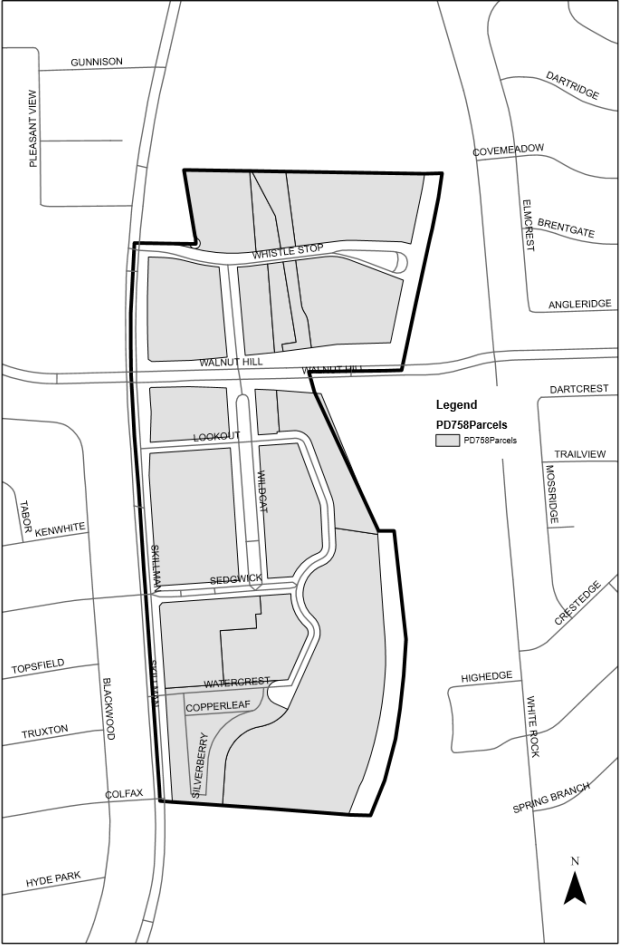 GUNNISON
PLEASANT VIEW
DARTRIDGE
COVEMEADOW
ELMCREST
BRENTGATE
WHISTLE STOP
ANGLERIDGE
WALNUT HILL
WALNUT HILL
DARTCREST
Legend
PD758Parcels
PD758Parcels
LOOKOUT
TRAILVIEW
WILDCAT
MOSSRIDGE
TABOR
KENWHITE
SKILLMAN
SEDGWICK
CRESTEDGE
TOPSFIELD
SKILLMAN
WATERCREST
HIGHEDGE
BLACKWOOD
COPPERLEAF
WHITE ROCK
TRUXTON
SILVERBERRY
COLFAX
SPRING BRANCH
HYDE PARK
N